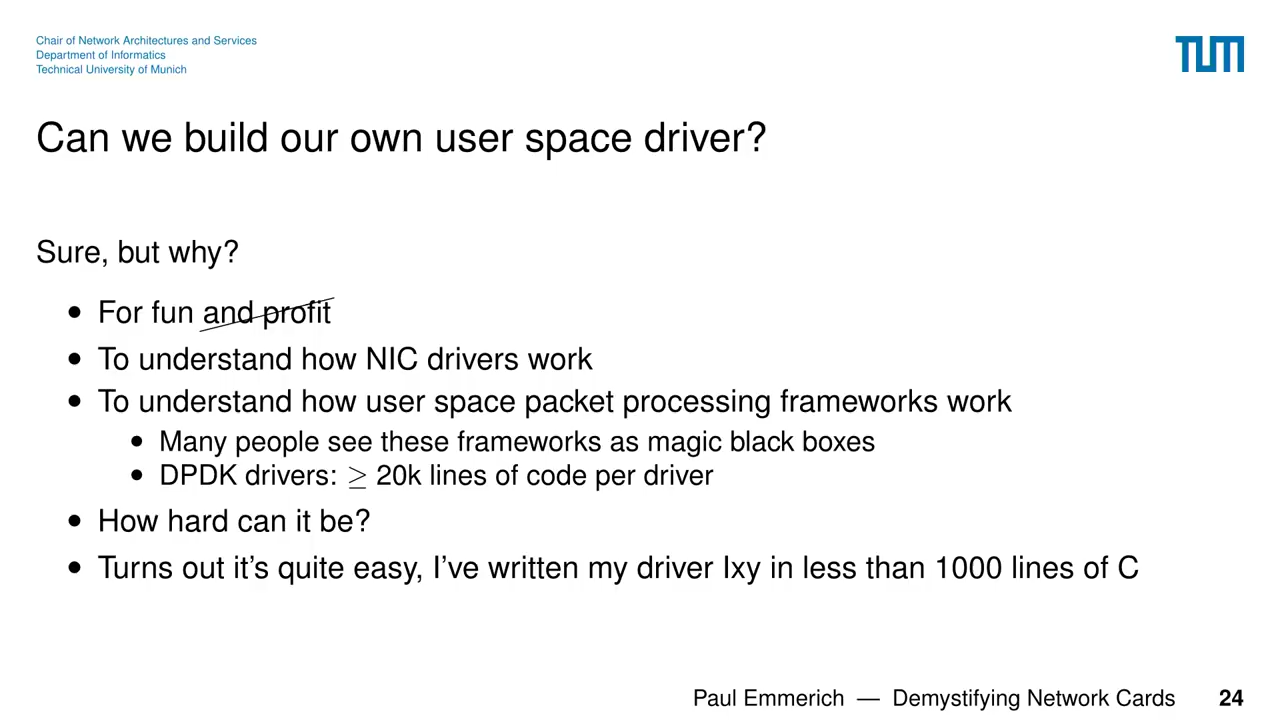 Chair of Network Architectures and Services
Department of Informatics
Technical University of Munich
TUM
Can we build our own user space driver?
Sure, but why?
• For fun and profit
• To understand how NIC drivers work
• To understand how user space packet processing frameworks work
• Many people see these frameworks as magic black boxes
• DPDK drivers: ≥ 20k lines of code per driver
• How hard can it be?
• Turns out it's quite easy, I've written my driver Ixy in less than 1000 lines of C
Paul Emmerich — Demystifying Network Cards 24